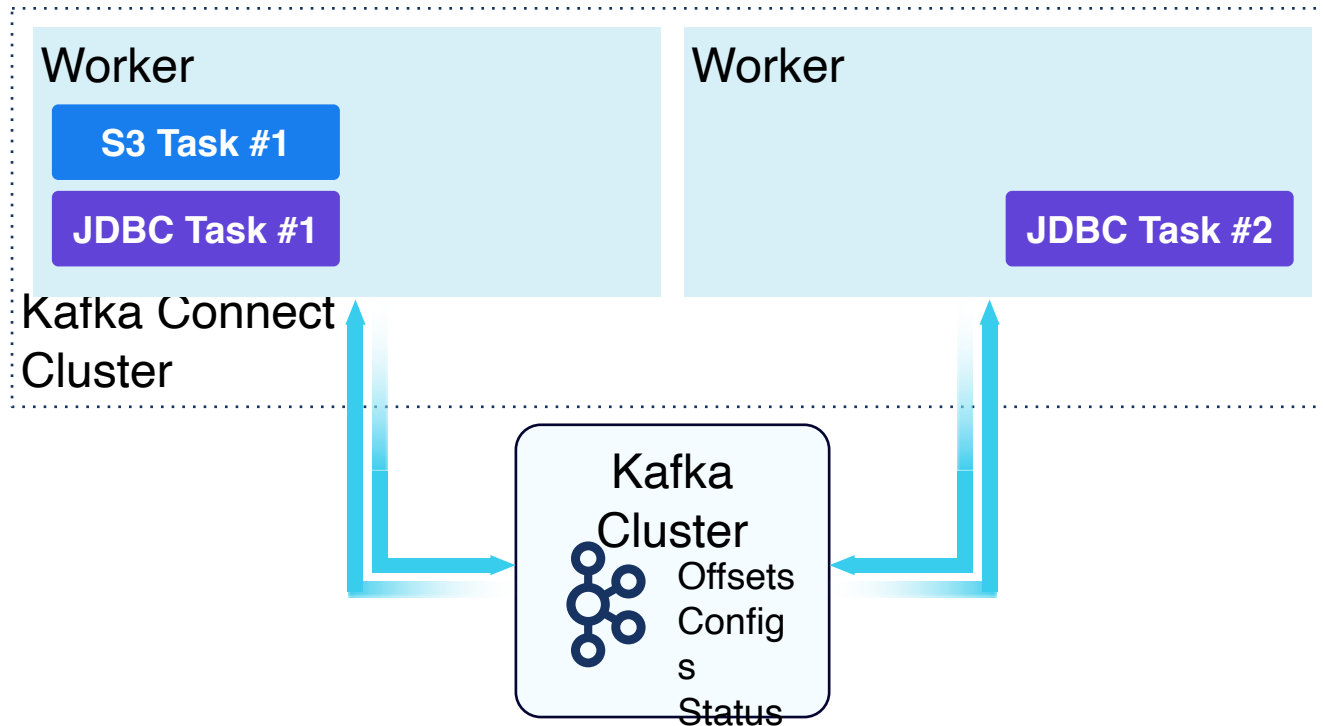 Worker
S3 Task #1
JDBC Task #1
Worker
JDBC Task #2
Kafka Connect
Cluster
Kafka
Cluster
Offsets
Config
s
Status